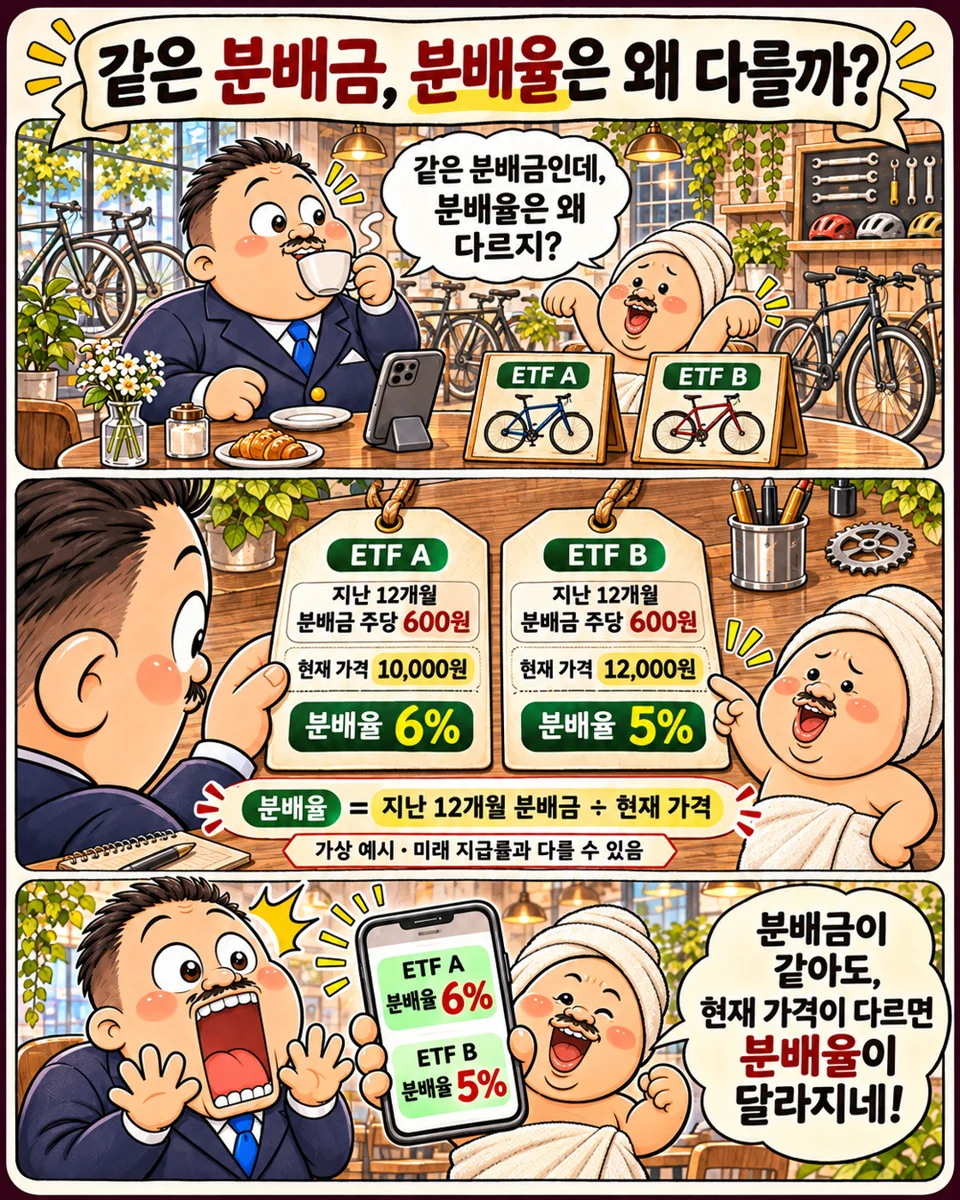 같은 분배금, 분배율은 왜 다를까?
같은 분배금인데,
분배율은 왜
다르지?
ETF A
ETF B
ETF A
지난 12개월
분배금 주당 600원
현재 가격 10,000원
분배율 6%
ETF B
지난 12개월
분배금 주당 600원
현재 가격 12,000원
분배율 5%
분배율 = 지난 12개월 분배금 ÷ 현재 가격
가상 예시 · 미래 지급률과 다를 수 있음
ETF A
분배율 6%
ETF B
분배율 5%
분배금이
같아도,
현재 가격이 다르면
분배율이
달라지네!